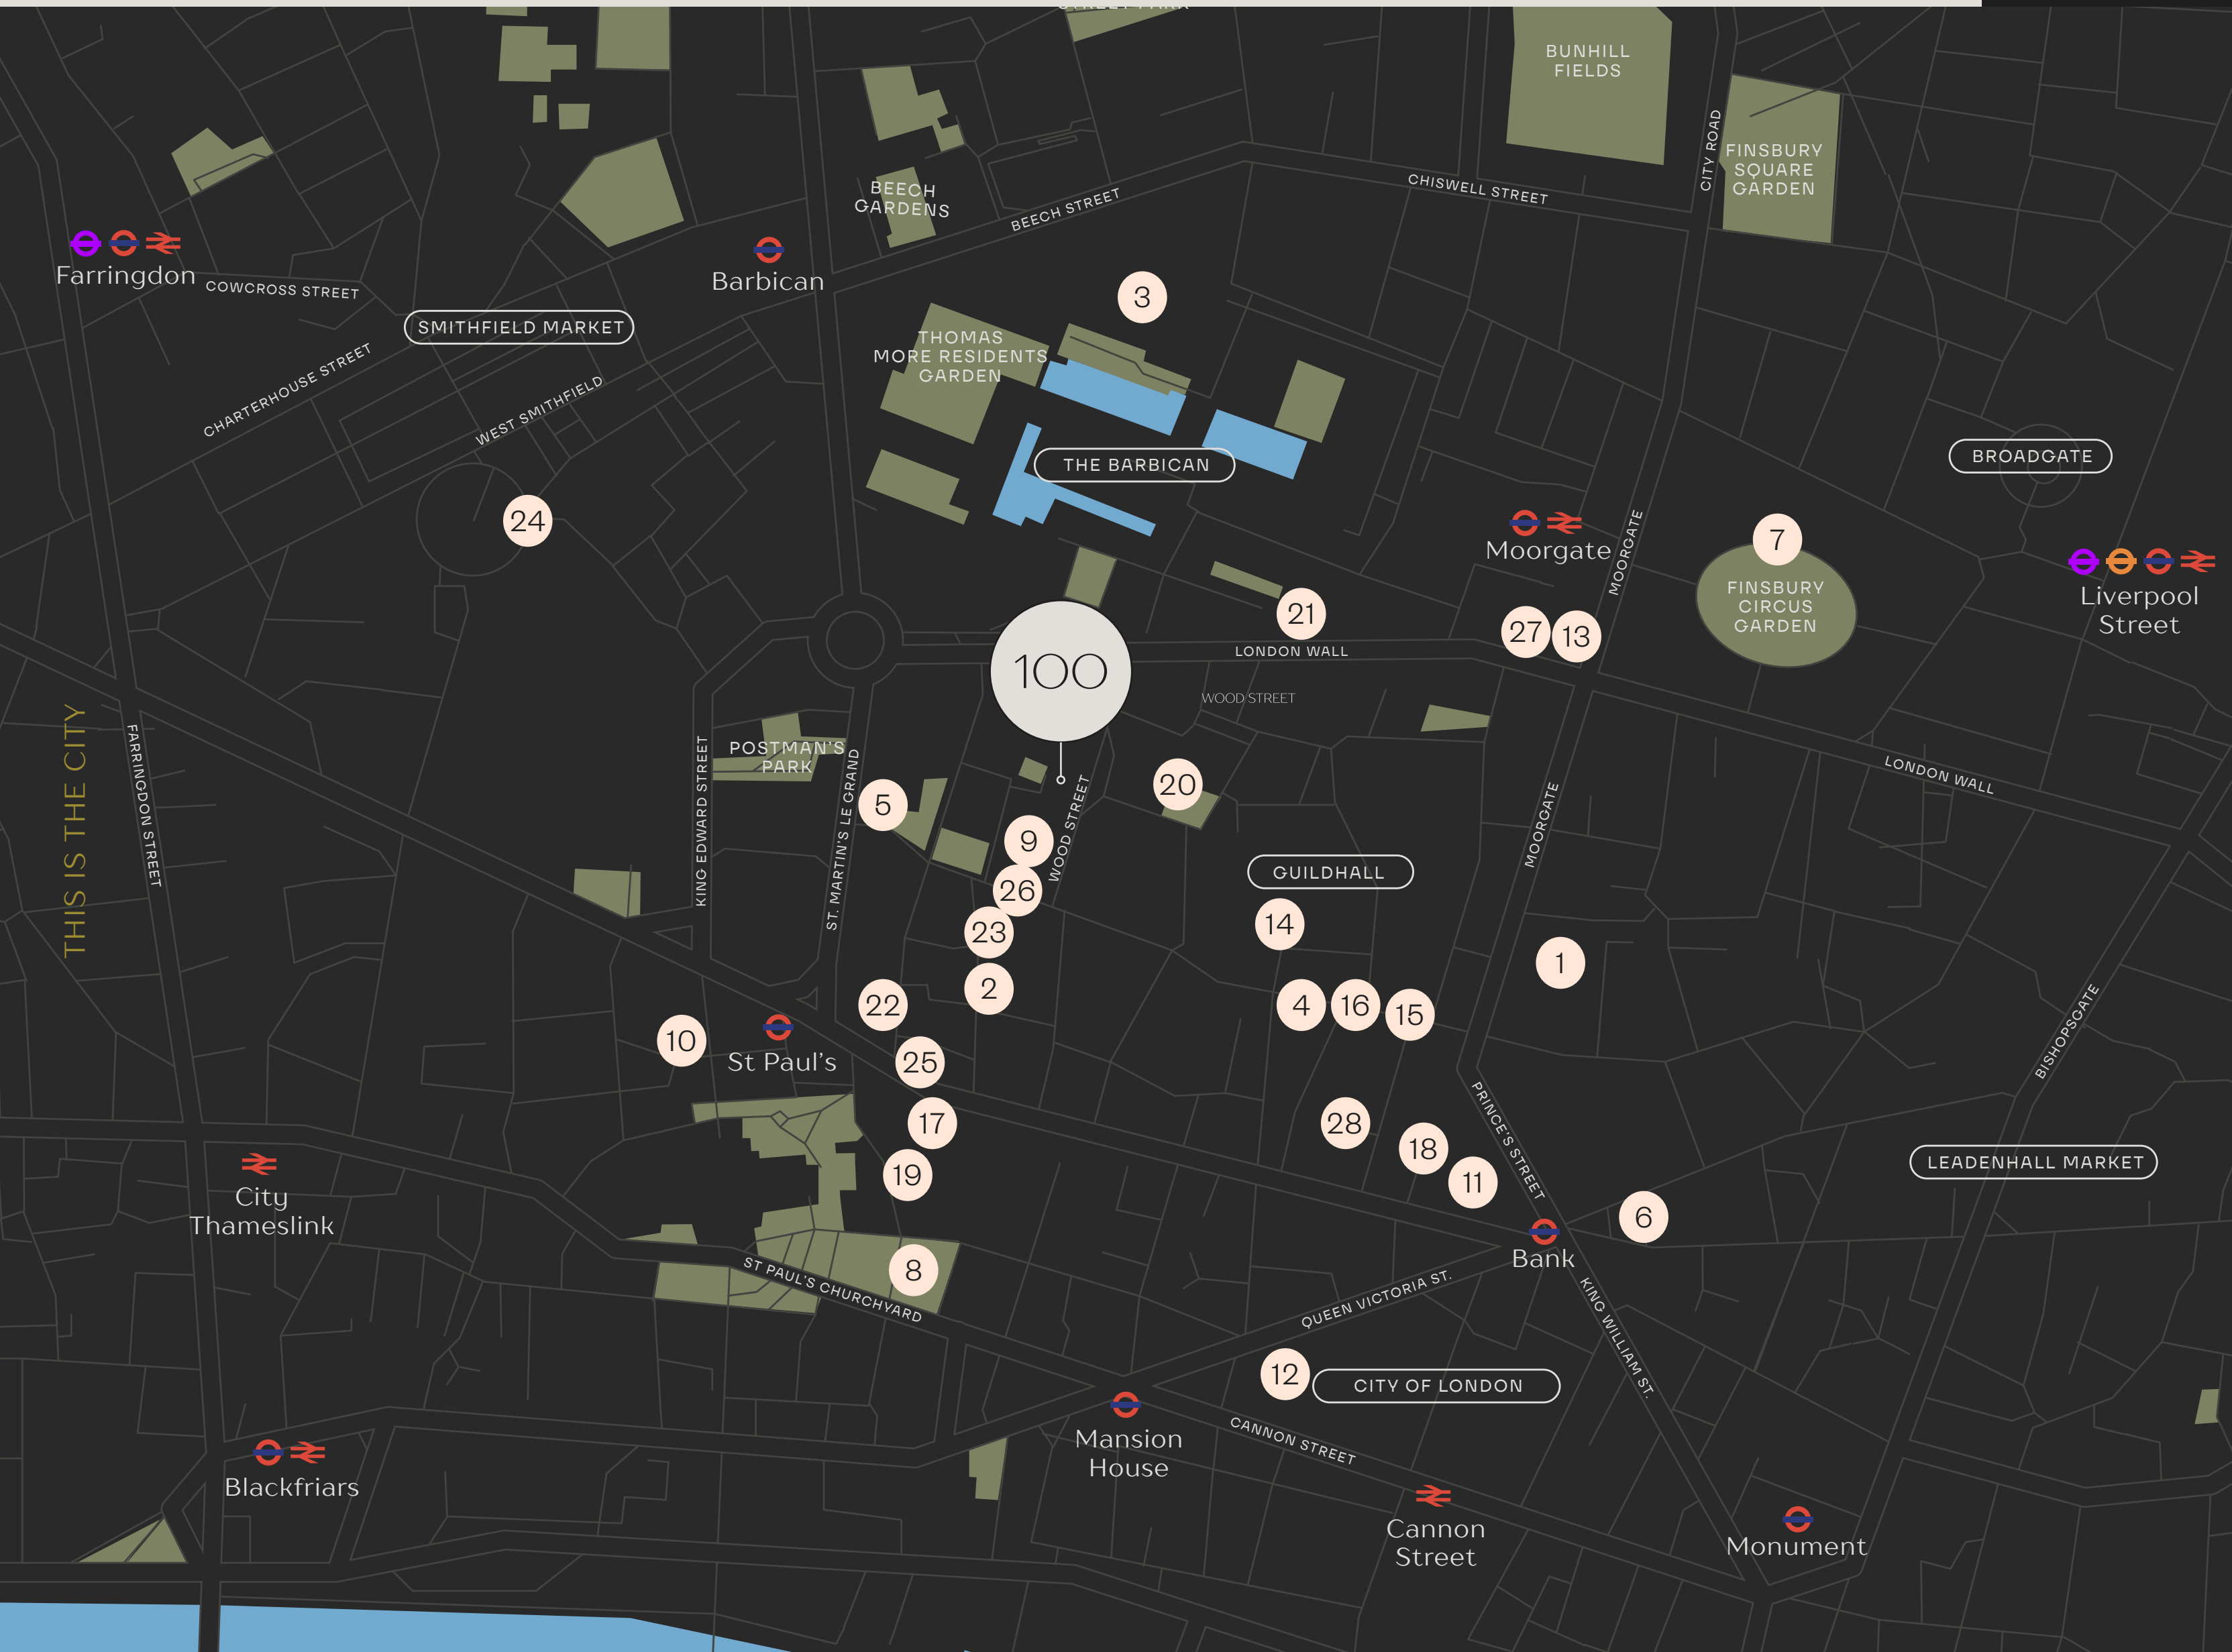 STREET PARK
BUNHILL
FIELDS
CITY ROAD
FINSBURY
SQUARE
GARDEN
BEECH
GARDENS
BEECH STREET
CHISWELL STREET
Farringdon
COWCROSS STREET
Barbican
3
SMITHFIELD MARKET
THOMAS
MORE RESIDENTS
GARDEN
CHARTERHOUSE STREET
WEST SMITHFIELD
THE BARBICAN
BROADGATE
24
Moorgate
MOORGATE
7
FINSBURY
CIRCUS
GARDEN
Liverpool
Street
21
27
13
100
LONDON WALL
WOOD STREET
THIS IS THE CITY
FARRINGDON STREET
KING EDWARD STREET
POSTMAN'S
PARK
ST. MARTIN'S LE GRAND
5
20
WOOD STREET
MOORGATE
LONDON WALL
9
GUILDHALL
26
23
14
1
2
22
4
16
15
10
St Paul's
25
BISHOPSGATE
17
28
PRINCE'S STREET
18
19
11
LEADENHALL MARKET
City
Thameslink
6
Bank
8
ST PAUL'S CHURCHYARD
QUEEN VICTORIA ST.
KING WILLIAM ST.
12
CITY OF LONDON
Mansion
House
CANNON STREET
Blackfriars
Cannon
Street
Monument